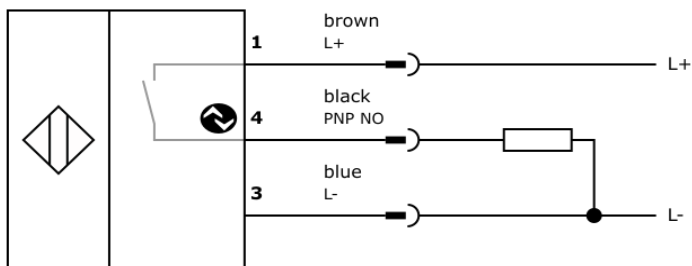 brown
1 L+
L+
black
4 PNP NO
blue
3 L-
L-